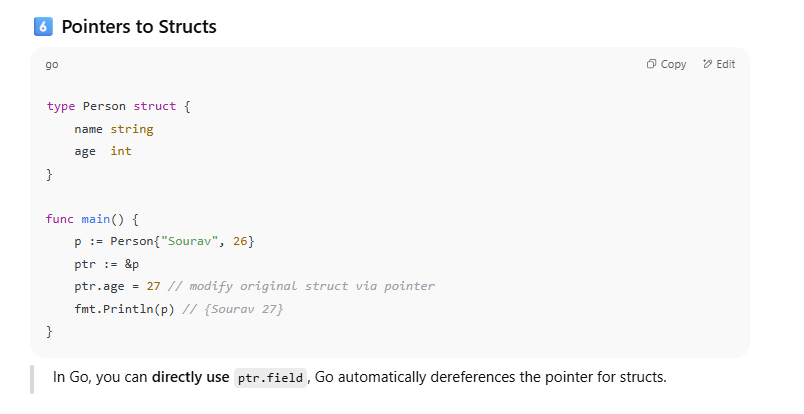 6 Pointers to Structs
go Copy Edit
type Person struct {
    name string
    age  int
}
func main() {
    p := Person{"Sourav", 26}
    ptr := &p
    ptr.age = 27 // modify original struct via pointer
    fmt.Println(p) // {Sourav 27}
}
In Go, you can directly use ptr.field, Go automatically dereferences the pointer for structs.